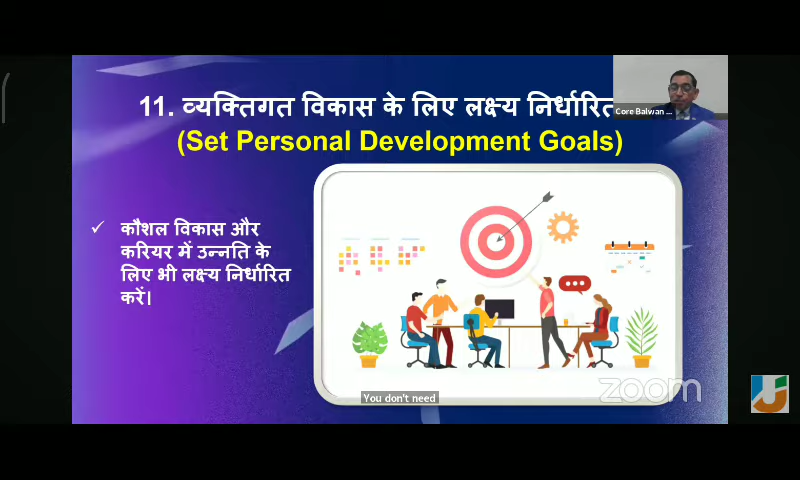 11. व्यक्तिगत विकास के लिए लक्ष्य निर्धारित
(Set Personal Development Goals)
Core Balwan ...
✓ कौशल विकास और
करियर में उन्नति के
लिए भी लक्ष्य निर्धारित
करें।
You don't need
zoom